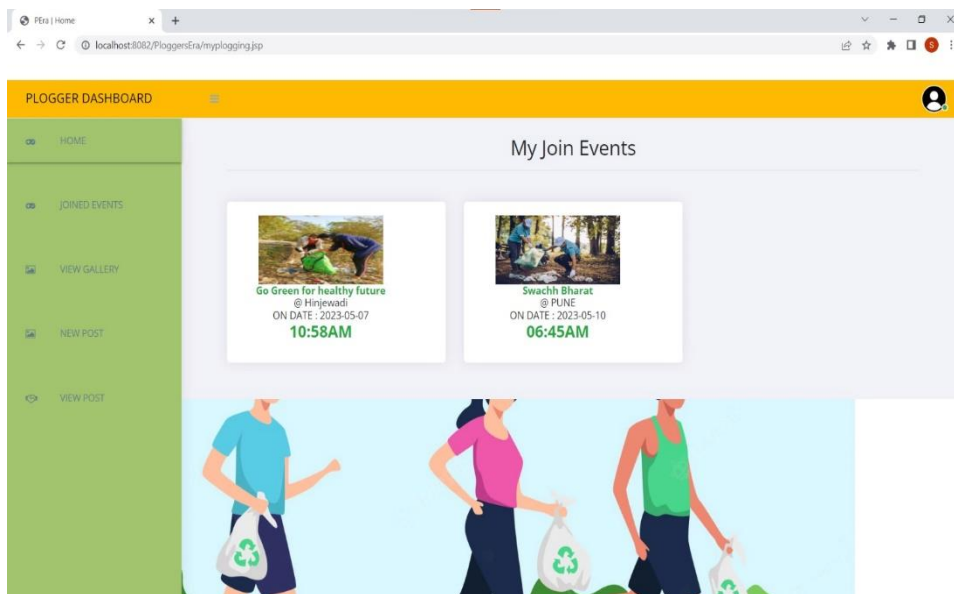 PEra | Home
localhost:8082/PloggersEra/myplogging.jsp
S
PLOGGER DASHBOARD
HOME
My Join Events
JOINED EVENTS
VIEW GALLERY
NEW POST
VIEW POST
Go Green for healthy future
@ Hinjewadi
ON DATE : 2023-05-07
10:58AM
Swachh Bharat
@ PUNE
ON DATE : 2023-05-10
06:45AM